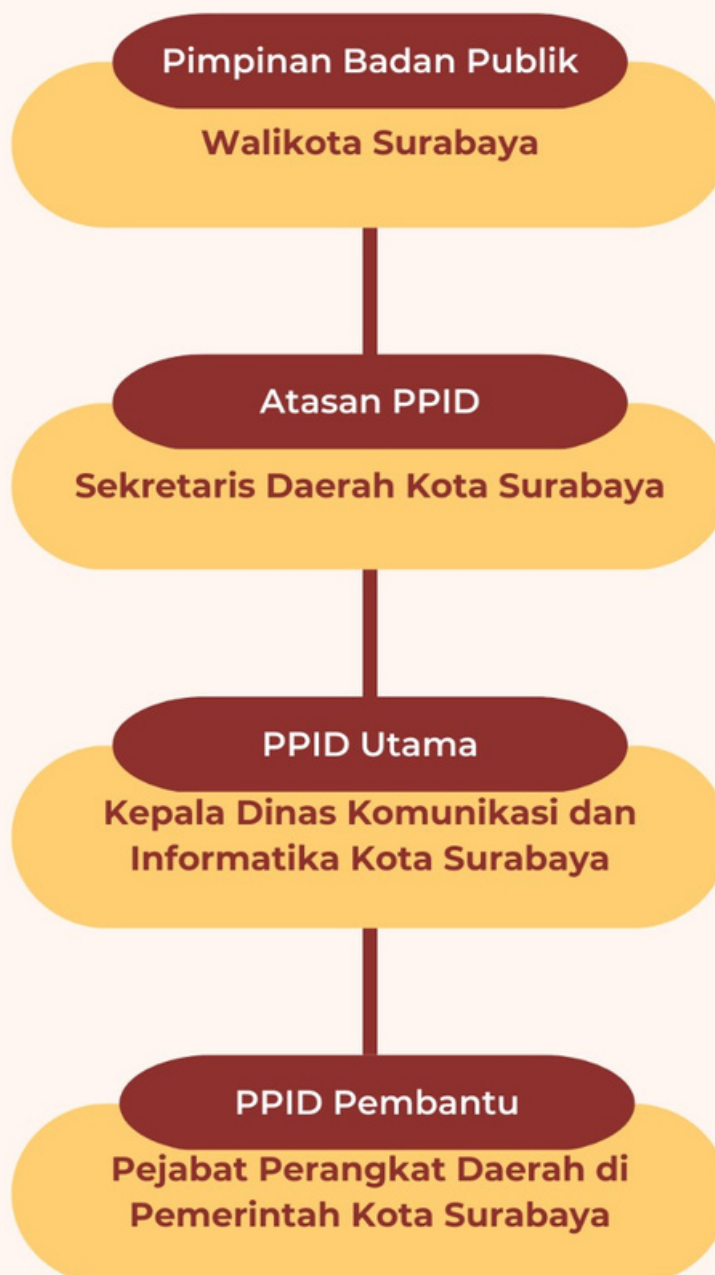 Pimpinan Badan Publik
Walikota Surabaya
Atasan PPID
Sekretaris Daerah Kota Surabaya
PPID Utama
Kepala Dinas Komunikasi dan
Informatika Kota Surabaya
PPID Pembantu
Pejabat Perangkat Daerah di
Pemerintah Kota Surabaya